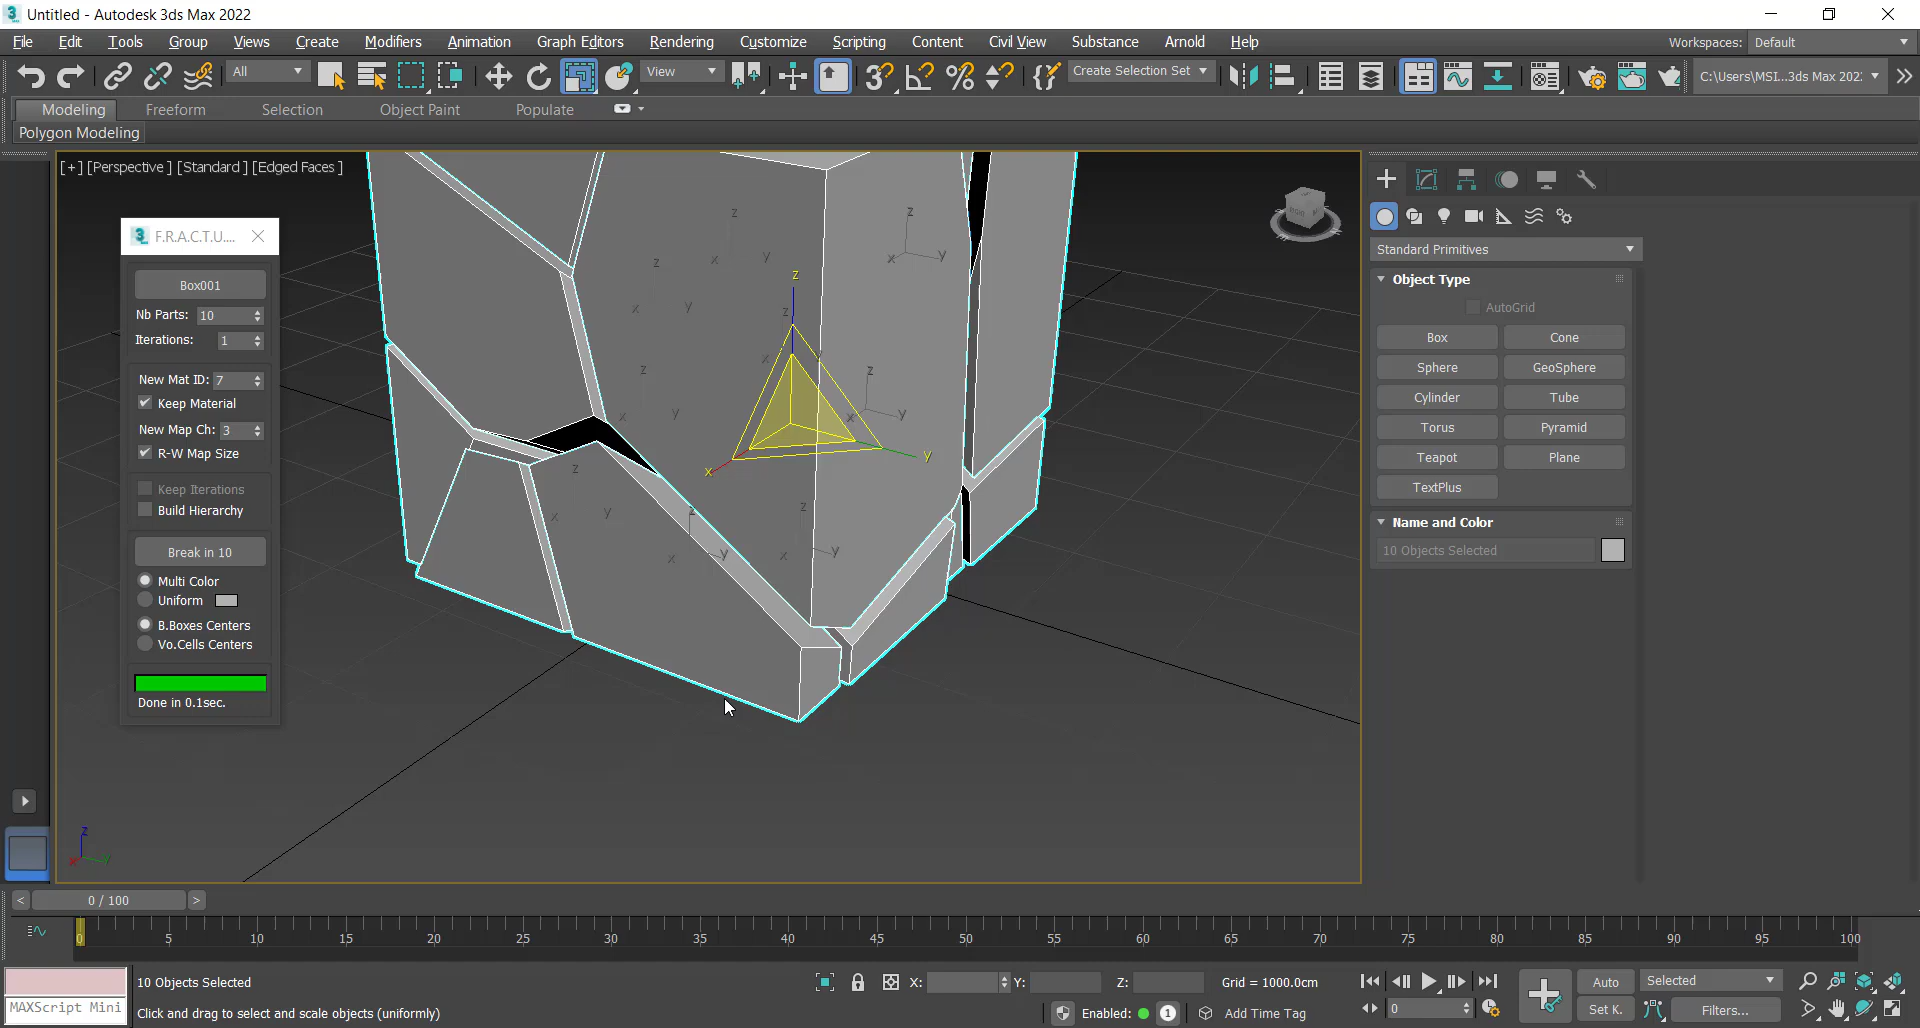 Untitled - Autodesk 3ds Max 2022
File Edit Tools Group Views Create Modifiers Animation Graph Editors Rendering Customize Scripting Content Civil View Substance Arnold Help
Workspaces: Default
All
View
Create Selection Set
C:\Users\MSI...3ds Max 202:
Modeling Freeform Selection Object Paint Populate
Polygon Modeling
[+] [Perspective ] [Standard ] [Edged Faces ]
F.R.A.C.T.U....
Box001
Nb Parts: 10
Iterations: 1
New Mat ID: 7
Keep Material
New Map Ch: 3
R-W Map Size
Keep Iterations
Build Hierarchy
Break in 10
Multi Color
Uniform
B.Boxes Centers
Vo.Cells Centers
Done in 0.1sec.
z
x
y
Standard Primitives
Object Type
AutoGrid
Box Cone
Sphere GeoSphere
Cylinder Tube
Torus Pyramid
Teapot Plane
TextPlus
Name and Color
10 Objects Selected
< 0 / 100 >
0 5 10 15 20 25 30 35 40 45 50 55 60 65 70 75 80 85 90 95 100
10 Objects Selected
X: Y: Z: Grid = 1000.0cm
Auto Selected
MAXScript Mini
Click and drag to select and scale objects (uniformly)
Enabled: 1 Add Time Tag
0
Set K. Filters...